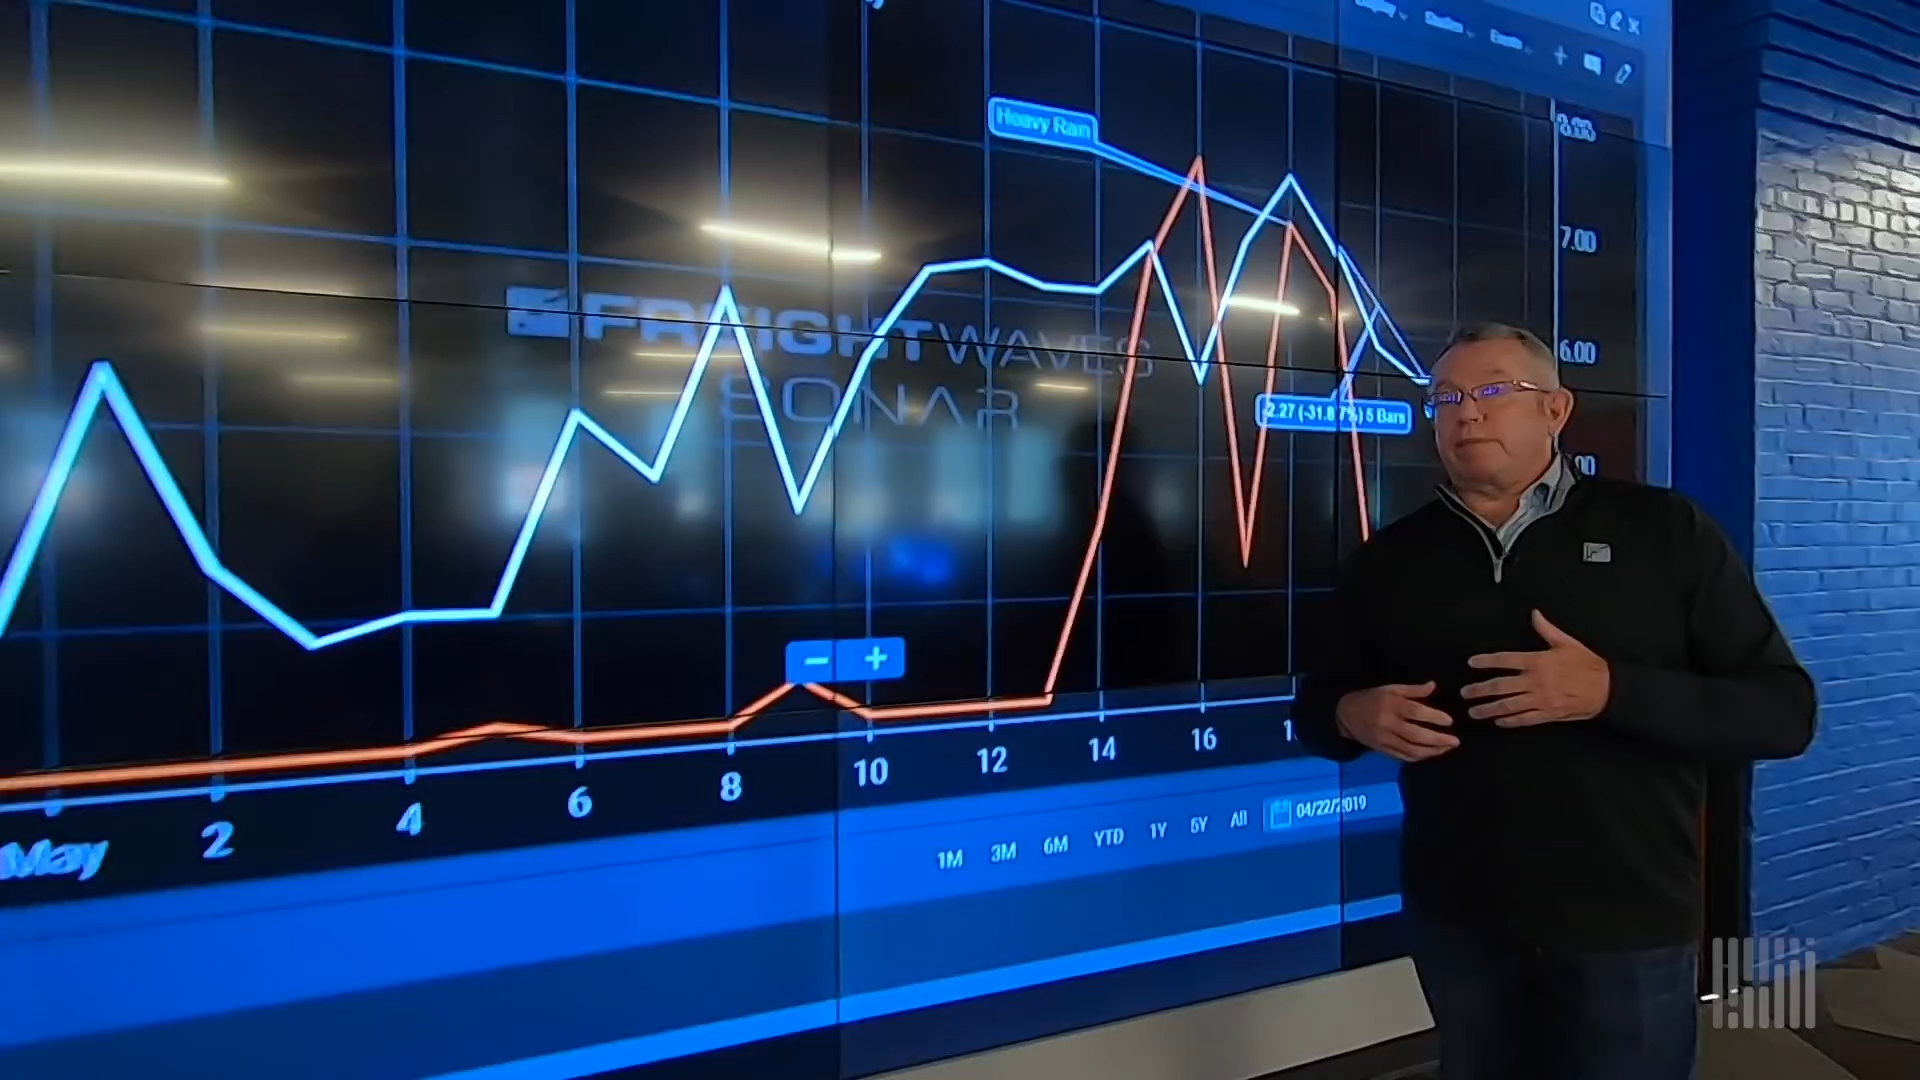 Heavy Rain
8.00
7.00
FREIGHTWAVES
SONAR
6.00
-2.27 (-31.87%) 5 Bars
00
May
2
4
6
8
10
12
14
16
1M
3M
6M
YTD
1Y
5Y
All
04/22/2019